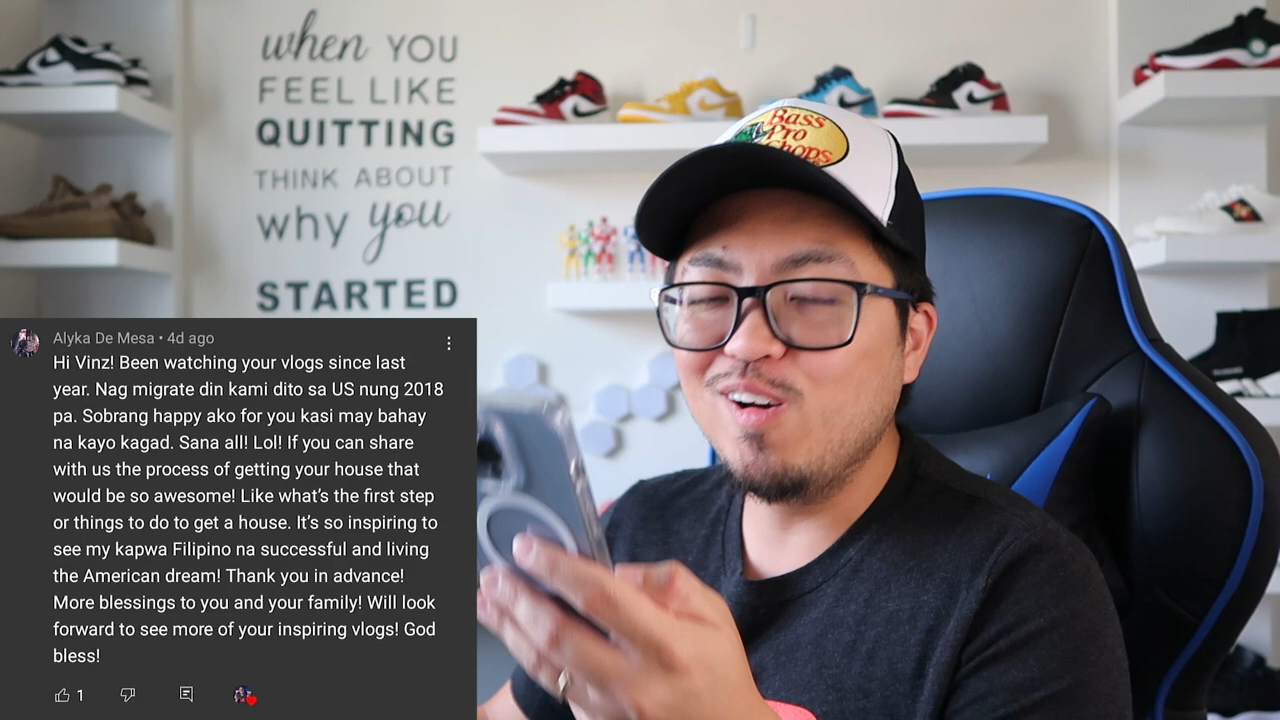 when YOU
FEEL LIKE
QUITTING
THINK ABOUT
why you
STARTED
Bass
Pro
Shops
Alyka De Mesa • 4d ago
Hi Vinz! Been watching your vlogs since last
year. Nag migrate din kami dito sa US nung 2018
pa. Sobrang happy ako for you kasi may bahay
na kayo kagad. Sana all! Lol! If you can share
with us the process of getting your house that
would be so awesome! Like what's the first step
or things to do to get a house. It's so inspiring to
see my kapwa Filipino na successful and living
the American dream! Thank you in advance!
More blessings to you and your family! Will look
forward to see more of your inspiring vlogs! God
bless!
1